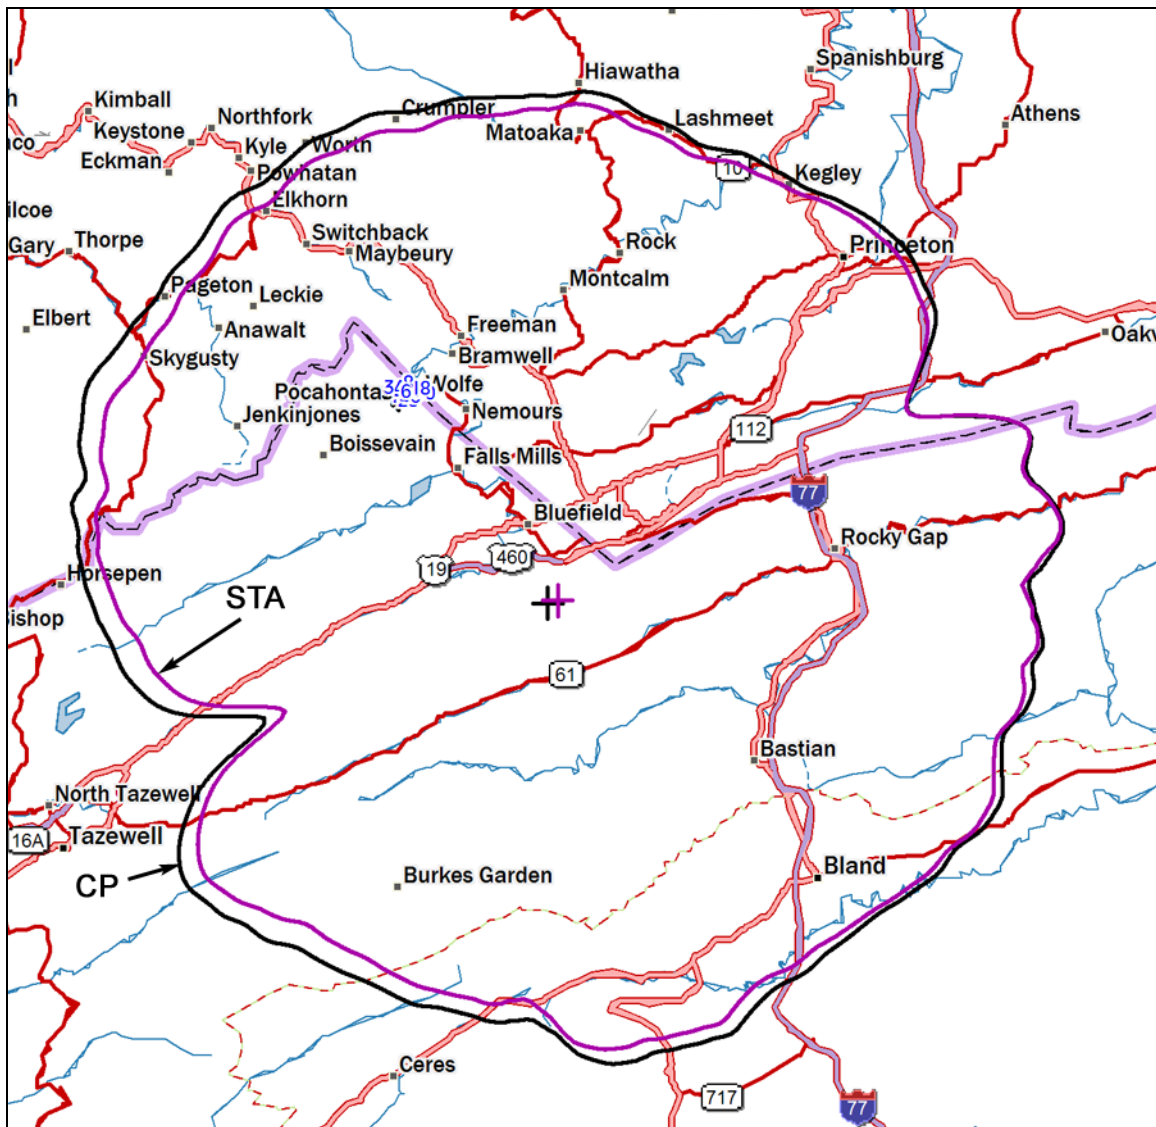 Hiawatha
Spanishburg
Kimball
Crumpler
Northfork
Athens
Keystone
Matoaka
Lashmeet
Worth
Kyle
Eckman
10
Powhatan
Kegley
Elkhorn
Switchback
Rock
Gary
Thorpe
Maybeury
Princeton
Pageton
Montcalm
Leckie
Elbert
Anawalt
Freeman
Skygusty
Bramwell
Pocahontas
Wolfe
Jenkinjones
Nemours
112
Boissevain
Falls Mills
77
Bluefield
Rocky Gap
460
19
Horsepen
STA
61
Bastian
North Tazewell
16A
Tazewell
Bland
CP
Burkes Garden
Ceres
717
77